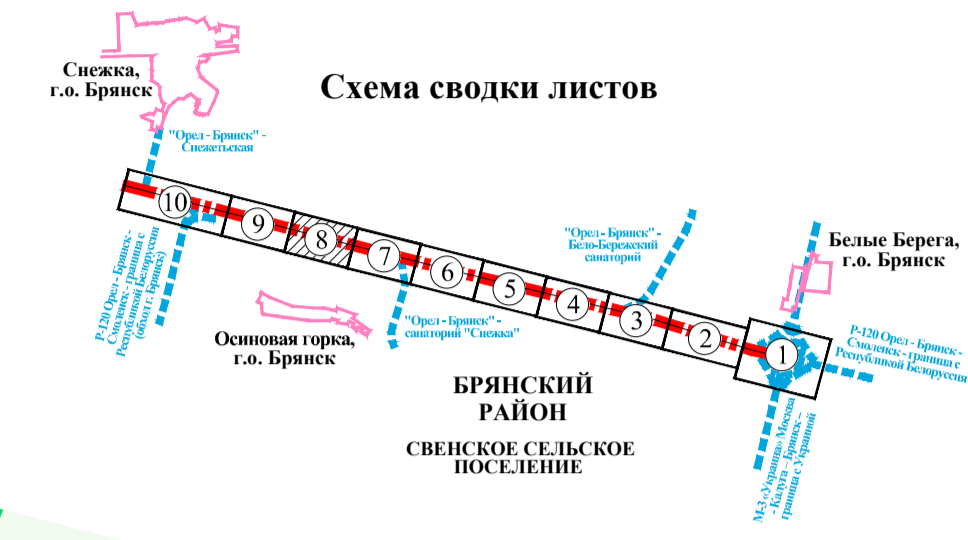 Схема сводки листов
Снежка,
г.о. Брянск
"Орел - Брянск" -
Снежетьская
10
9
8
7
6
5
4
3
2
1
Р-120 Орел - Брянск -
Смоленск - граница с
Республикой Белоруссия
(обход г. Брянск)
Осиновая горка,
г.о. Брянск
"Орел - Брянск" -
санаторий "Снежка"
"Орел - Брянск" -
Бело-Бережский
санаторий
Белые Берега,
г.о. Брянск
Р-120 Орел - Брянск -
Смоленск - граница с
Республикой Белоруссия
М-3 «Украина» Москва
- Калуга – Брянск –
граница с Украиной
БРЯНСКИЙ
РАЙОН
СВЕНСКОЕ СЕЛЬСКОЕ
ПОСЕЛЕНИЕ